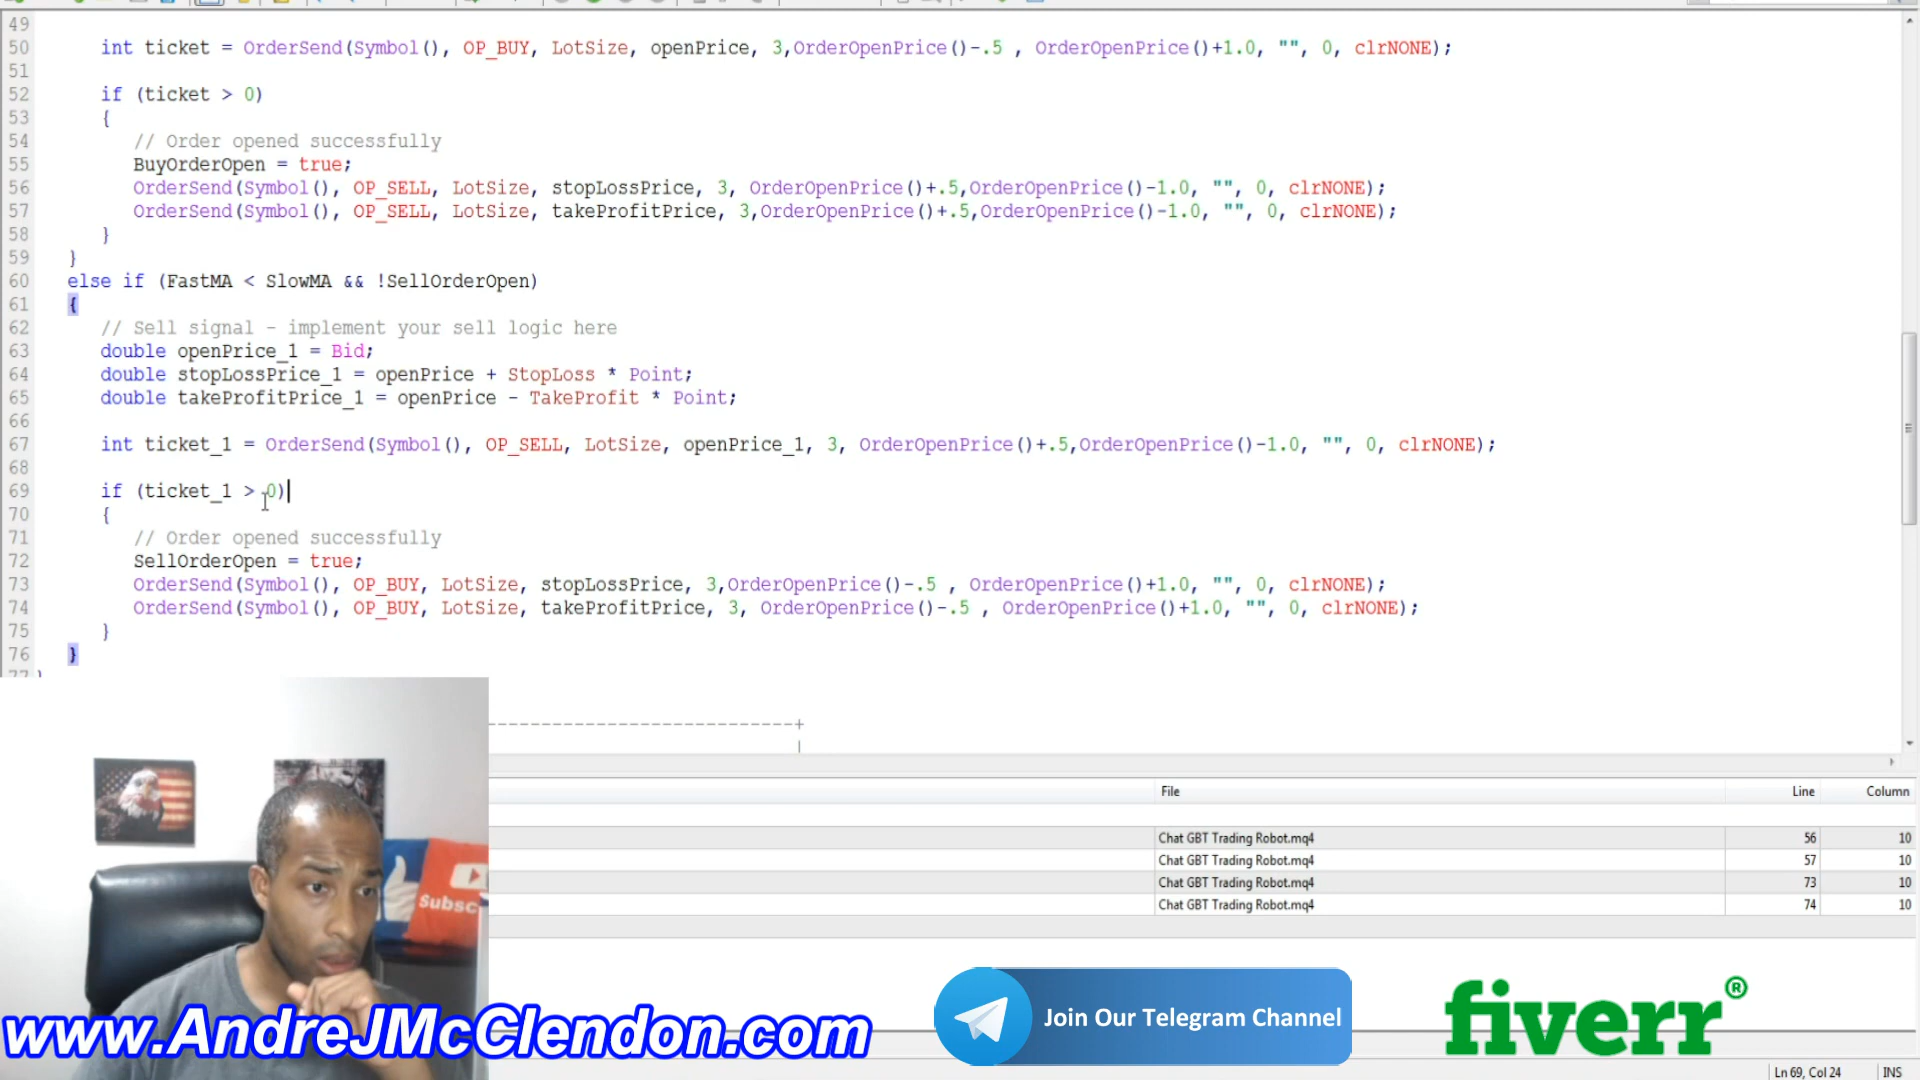 49
50 int ticket = OrderSend(Symbol(), OP_BUY, LotSize, openPrice, 3,OrderOpenPrice()-.5 , OrderOpenPrice()+1.0, "", 0, clrNONE);
51
52 if (ticket > 0)
53 {
54 // Order opened successfully
55 BuyOrderOpen = true;
56 OrderSend(Symbol(), OP_SELL, LotSize, stopLossPrice, 3, OrderOpenPrice()+.5,OrderOpenPrice()-1.0, "", 0, clrNONE);
57 OrderSend(Symbol(), OP_SELL, LotSize, takeProfitPrice, 3,OrderOpenPrice()+.5,OrderOpenPrice()-1.0, "", 0, clrNONE);
58 }
59 }
60 else if (FastMA < SlowMA && !SellOrderOpen)
61 {
62 // Sell signal - implement your sell logic here
63 double openPrice_1 = Bid;
64 double stopLossPrice_1 = openPrice + StopLoss * Point;
65 double takeProfitPrice_1 = openPrice - TakeProfit * Point;
66
67 int ticket_1 = OrderSend(Symbol(), OP_SELL, LotSize, openPrice_1, 3, OrderOpenPrice()+.5,OrderOpenPrice()-1.0, "", 0, clrNONE);
68
69 if (ticket_1 > 0)
70 {
71 // Order opened successfully
72 SellOrderOpen = true;
73 OrderSend(Symbol(), OP_BUY, LotSize, stopLossPrice, 3,OrderOpenPrice()-.5 , OrderOpenPrice()+1.0, "", 0, clrNONE);
74 OrderSend(Symbol(), OP_BUY, LotSize, takeProfitPrice, 3, OrderOpenPrice()-.5 , OrderOpenPrice()+1.0, "", 0, clrNONE);
75 }
76 }
File Line Column
Chat GBT Trading Robot.mq4 56 10
Chat GBT Trading Robot.mq4 57 10
Chat GBT Trading Robot.mq4 73 10
Chat GBT Trading Robot.mq4 74 10
Subsc
www.AndreJMcClendon.com
Join Our Telegram Channel
fiverr®
Ln 69, Col 24 INS